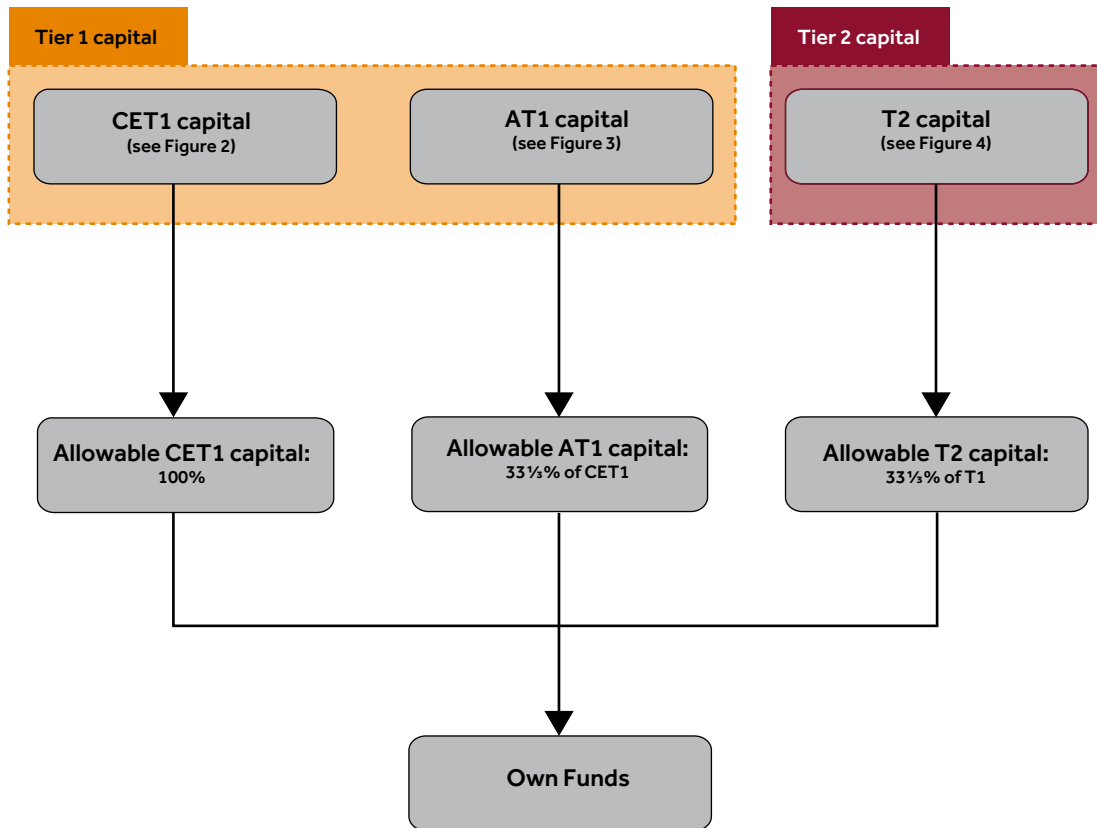 Tier 1 capital
Tier 2 capital
CET1 capital
(see Figure 2)
AT1 capital
(see Figure 3)
T2 capital
(see Figure 4)
Allowable CET1 capital:
100%
Allowable AT1 capital:
33⅓% of CET1
Allowable T2 capital:
33⅓% of T1
Own Funds